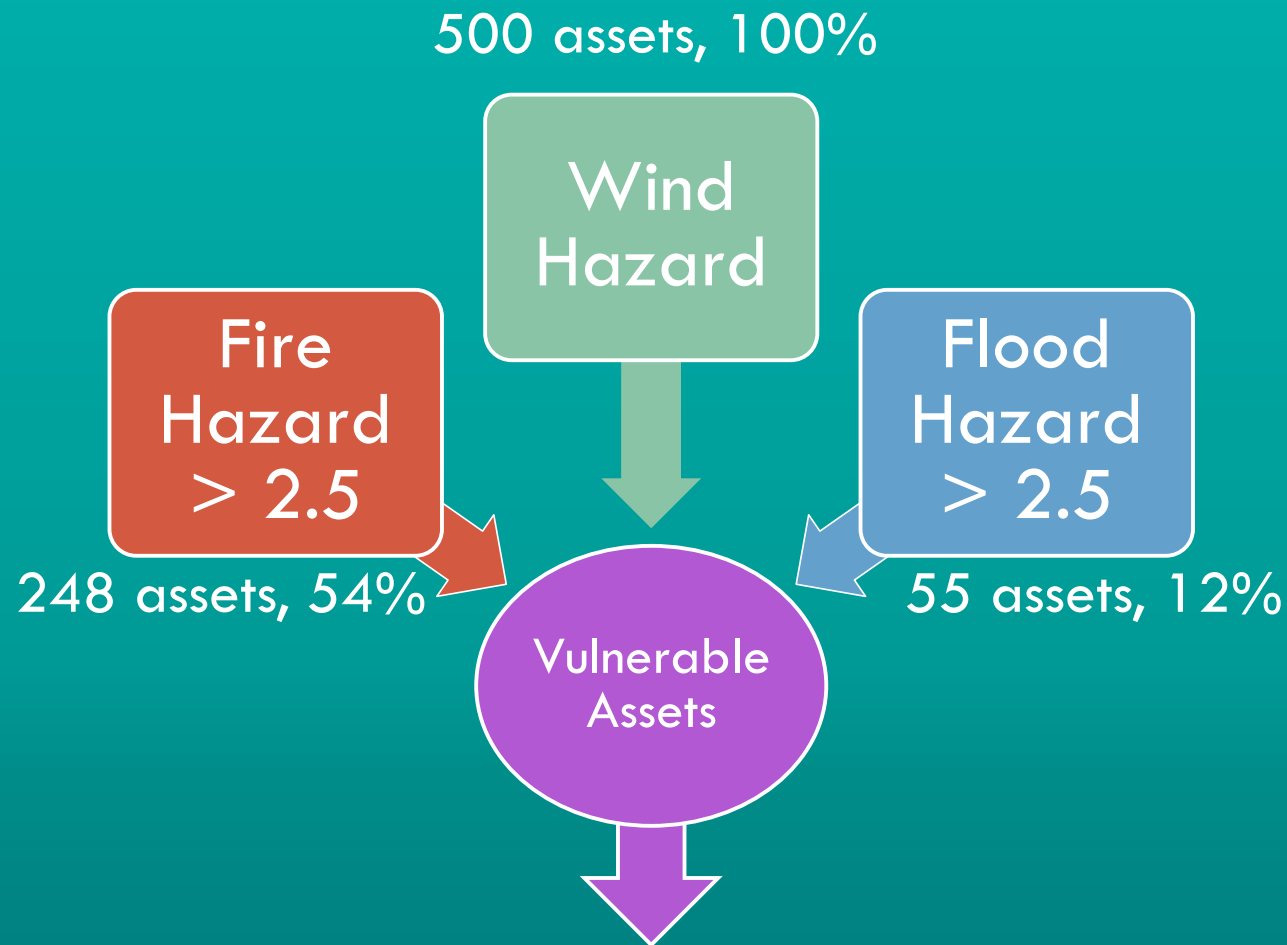 500 assets, 100%
Wind
Hazard
Fire
Hazard
> 2.5
248 assets, 54%
Flood
Hazard
> 2.5
55 assets, 12%
Vulnerable
Assets